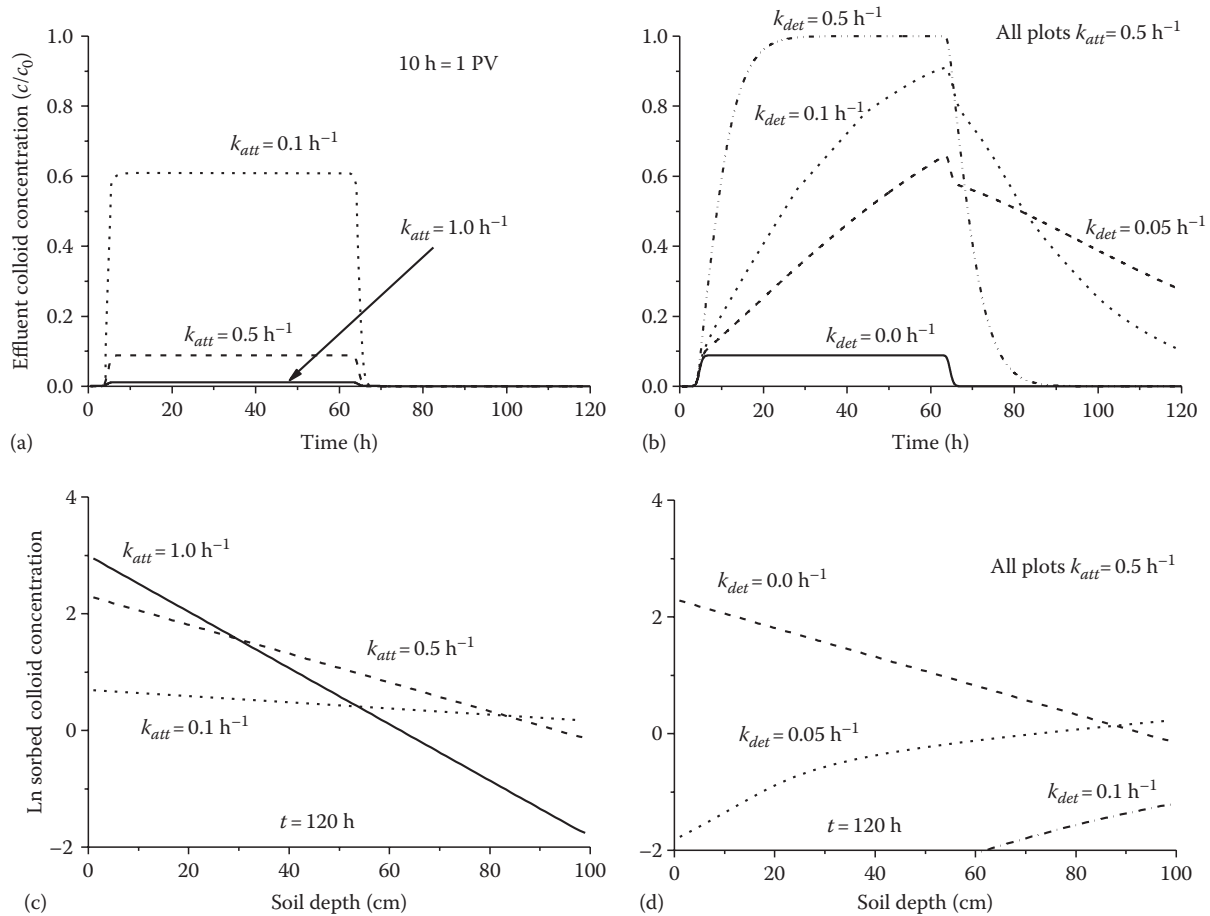 1.0
0.8
0.6
0.4
0.2
0.0
Effluent colloid concentration (c/c₀)
10 h = 1 PV
k_att = 0.1 h⁻¹
k_att = 1.0 h⁻¹
k_att = 0.5 h⁻¹
0 20 40 60 80 100 120
(a)
Time (h)
1.0
0.8
0.6
0.4
0.2
0.0
k_det = 0.5 h⁻¹
All plots k_att = 0.5 h⁻¹
k_det = 0.1 h⁻¹
k_det = 0.05 h⁻¹
k_det = 0.0 h⁻¹
0 20 40 60 80 100 120
(b)
Time (h)
4
3
2
0
−2
Ln sorbed colloid concentration
k_att = 1.0 h⁻¹
k_att = 0.5 h⁻¹
k_att = 0.1 h⁻¹
t = 120 h
0 20 40 60 80 100
(c)
Soil depth (cm)
4
3
2
0
−2
k_det = 0.0 h⁻¹
All plots k_att = 0.5 h⁻¹
k_det = 0.05 h⁻¹
k_det = 0.1 h⁻¹
t = 120 h
0 20 40 60 80 100
(d)
Soil depth (cm)